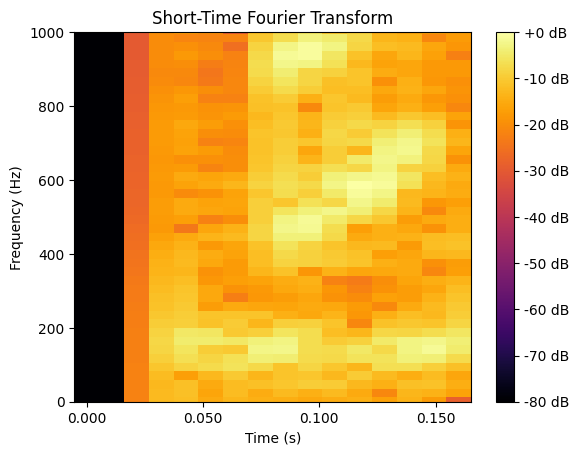 Short-Time Fourier Transform
1000
800
600
400
200
0
Frequency (Hz)
0.000
0.050
0.100
0.150
Time (s)
+0 dB
-10 dB
-20 dB
-30 dB
-40 dB
-50 dB
-60 dB
-70 dB
-80 dB